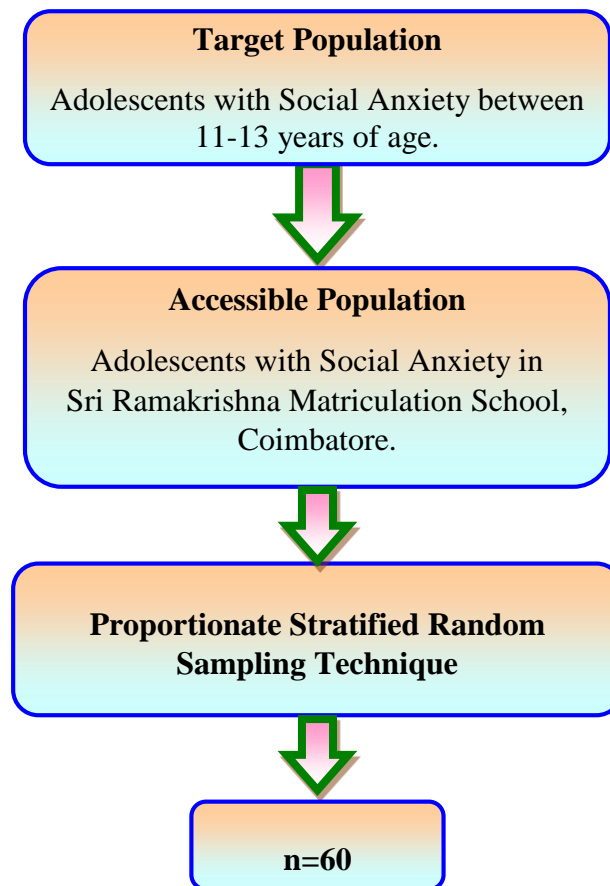 Target Population
Adolescents with Social Anxiety between
11-13 years of age.
Accessible Population
Adolescents with Social Anxiety in
Sri Ramakrishna Matriculation School,
Coimbatore.
Proportionate Stratified Random
Sampling Technique
n=60